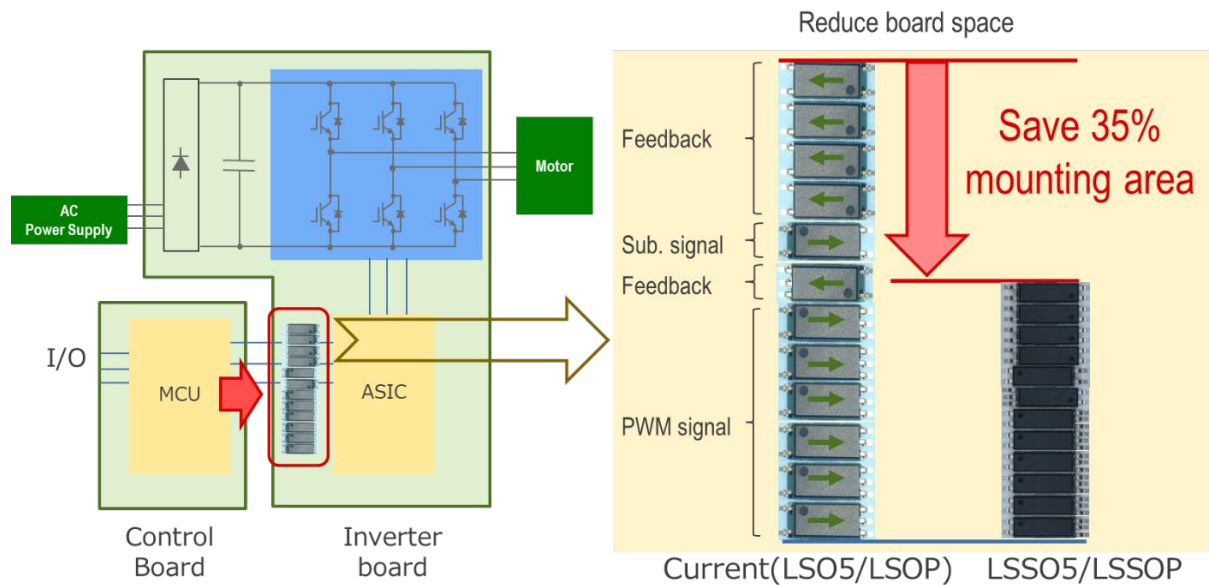 Reduce board space
AC
Power Supply
Motor
I/O
MCU
ASIC
Control
Board
Inverter
board
Feedback
Sub. signal
Feedback
PWM signal
Save 35%
mounting area
Current(LSO5/LSOP)
LSSO5/LSSOP